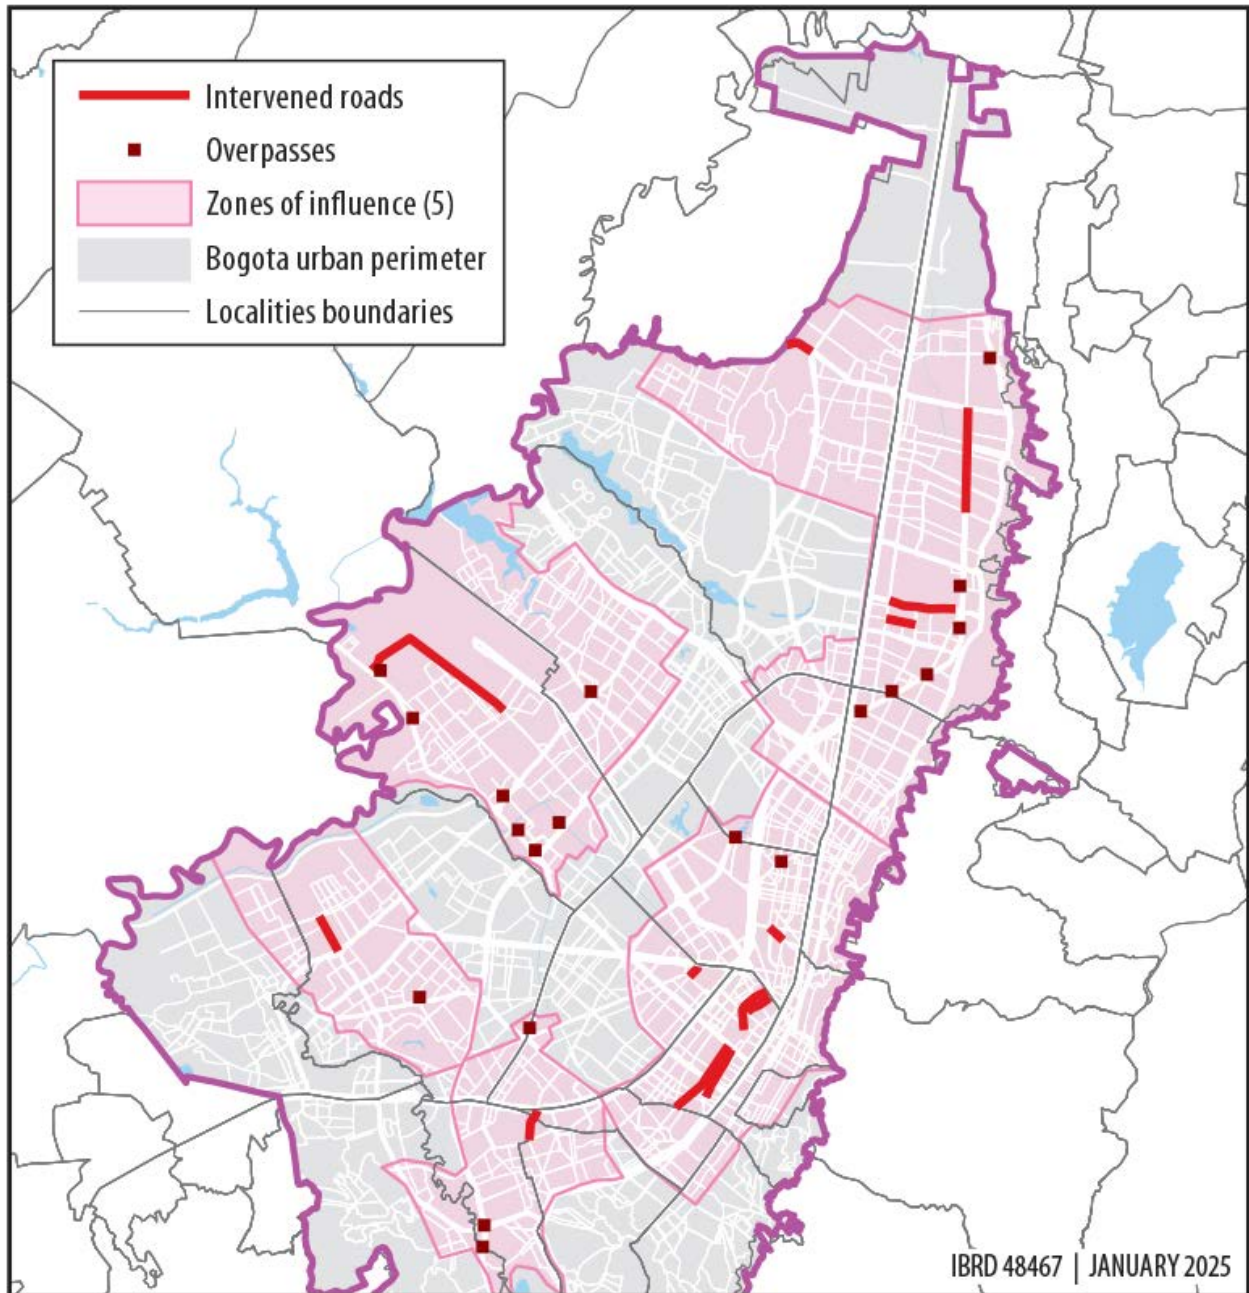 Intervened roads
Overpasses
Zones of influence (5)
Bogota urban perimeter
Localities boundaries
IBRD 48467 | JANUARY 2025